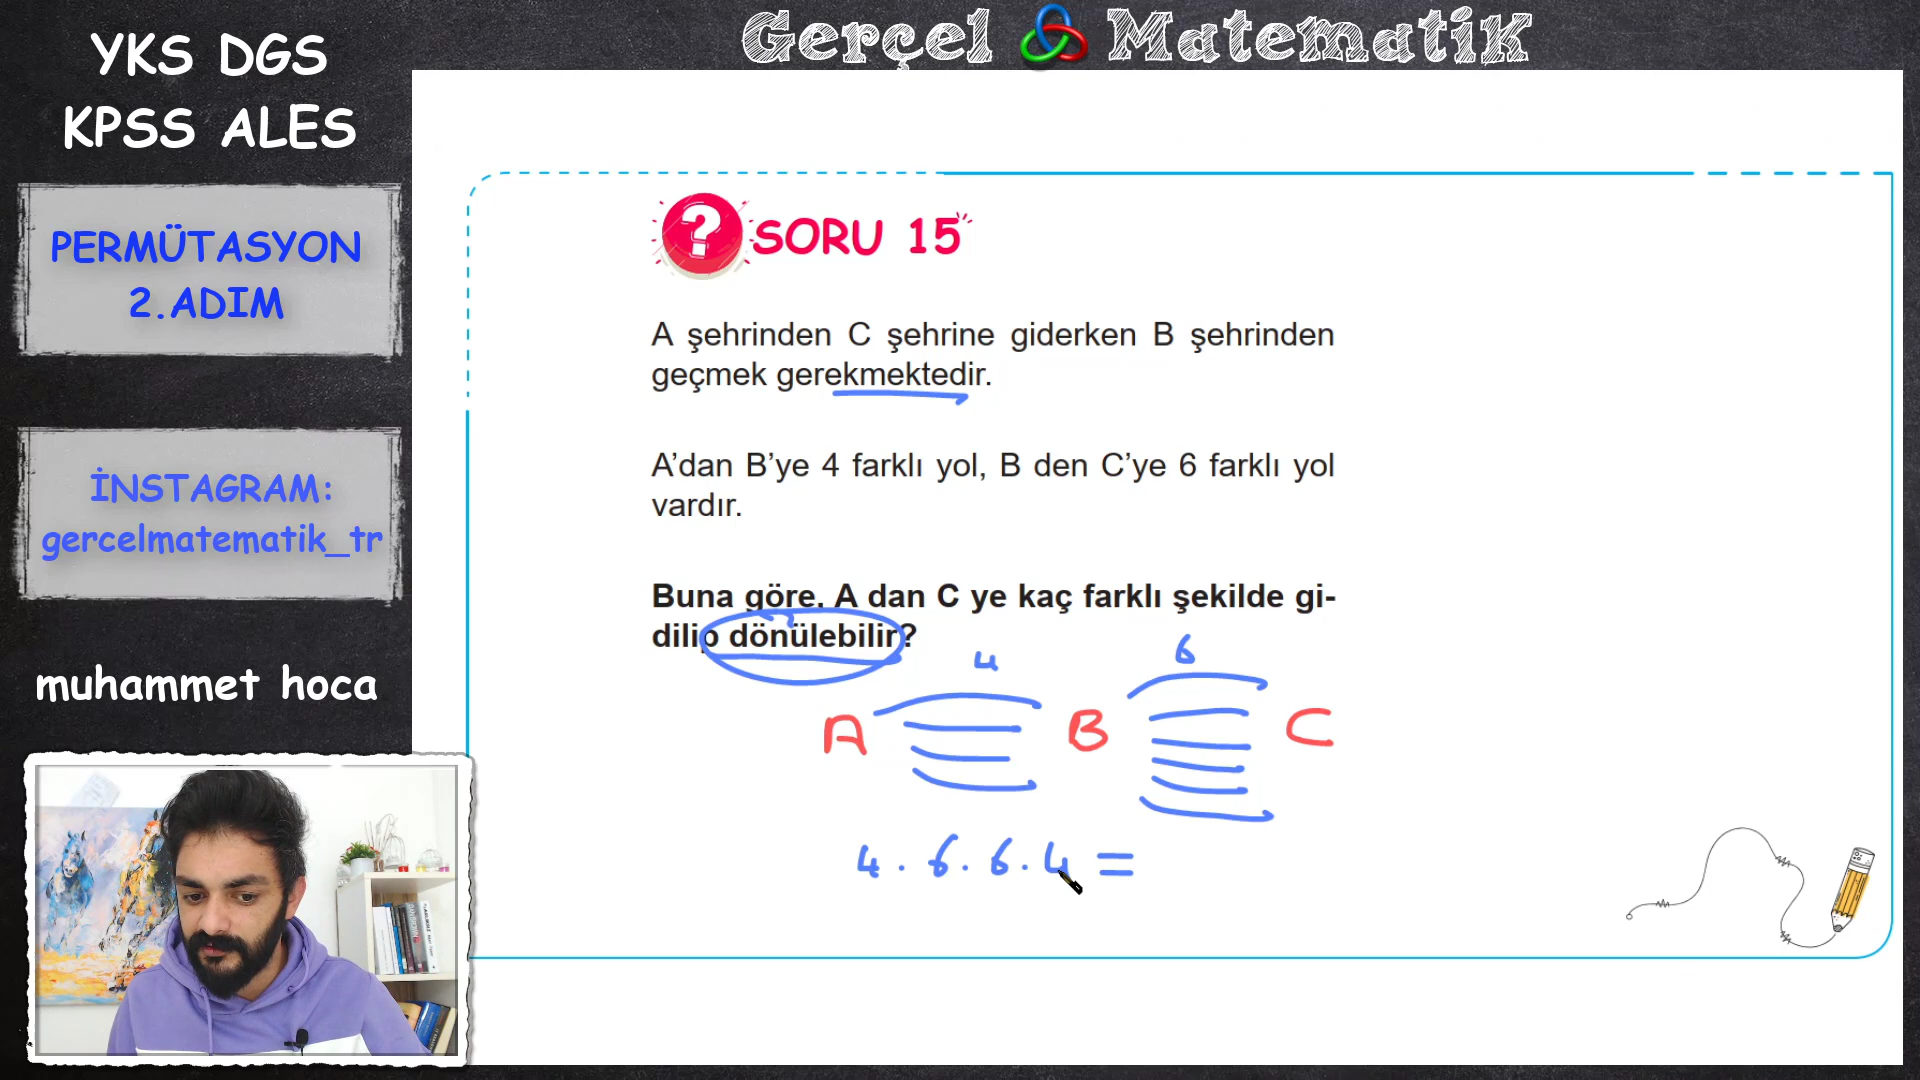 Gerçel Matematik
YKS DGS
KPSS ALES
PERMÜTASYON
2.ADIM
İNSTAGRAM:
gercelmatematik_tr
muhammet hoca
? SORU 15
A şehrinden C şehrine giderken B şehrinden
geçmek gerekmektedir.
A’dan B’ye 4 farklı yol, B den C’ye 6 farklı yol
vardır.
Buna göre, A dan C ye kaç farklı şekilde gi-
dilip dönülebilir?
4 6
A B C
4 . 6 . 6 . 4 =